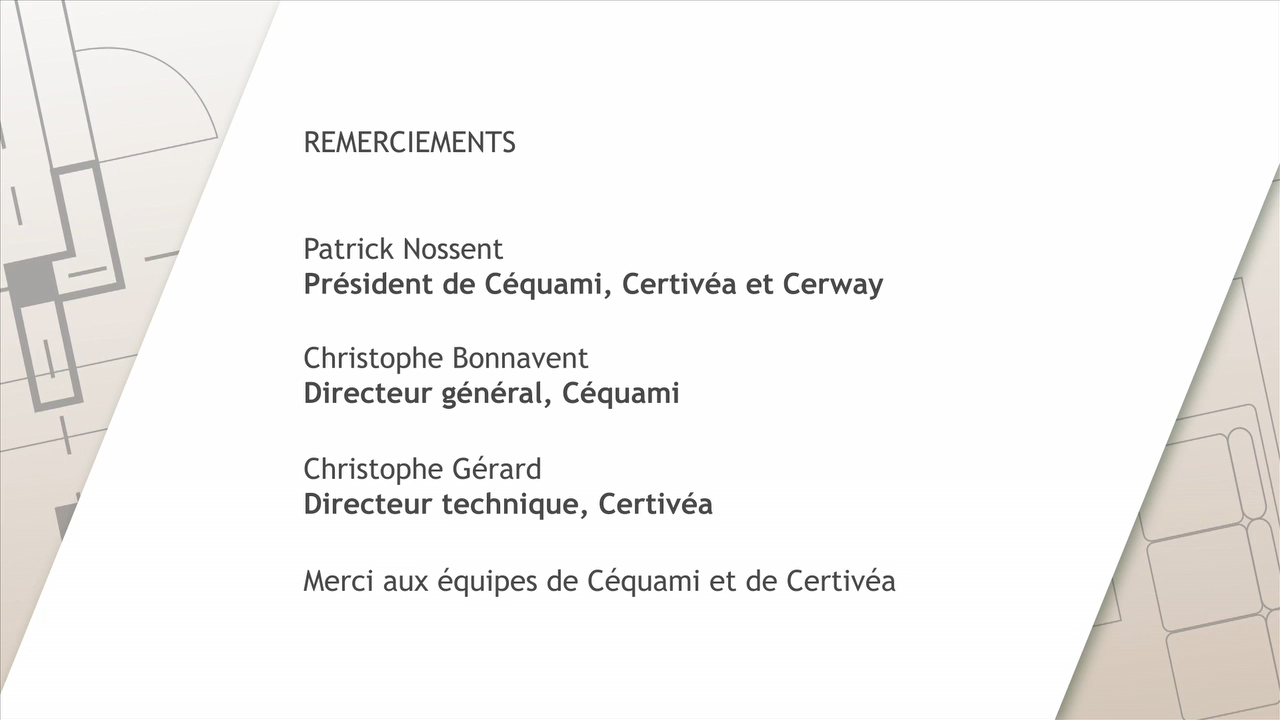 REMERCIEMENTS
Patrick Nossent
Président de Céquami, Certivéa et Cerway
Christophe Bonnavent
Directeur général, Céquami
Christophe Gérard
Directeur technique, Certivéa
Merci aux équipes de Céquami et de Certivéa